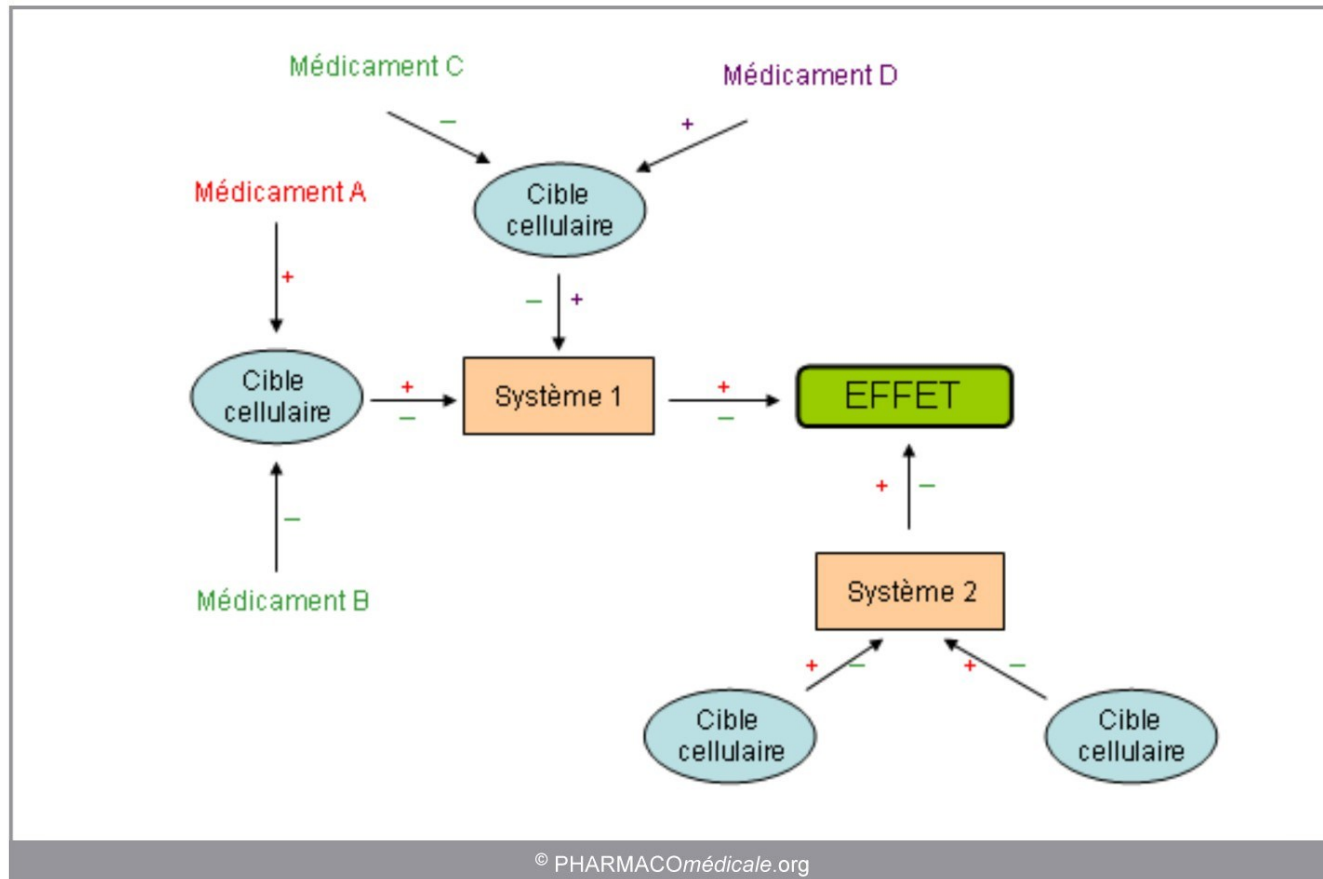 Médicament C
Médicament D
–
+
Médicament A
Cible
cellulaire
+
– +
Cible
cellulaire
+
–
Système 1
+
–
EFFET
–
+ –
Médicament B
Système 2
+ –
+ –
Cible
cellulaire
Cible
cellulaire
© PHARMACOmédicale.org